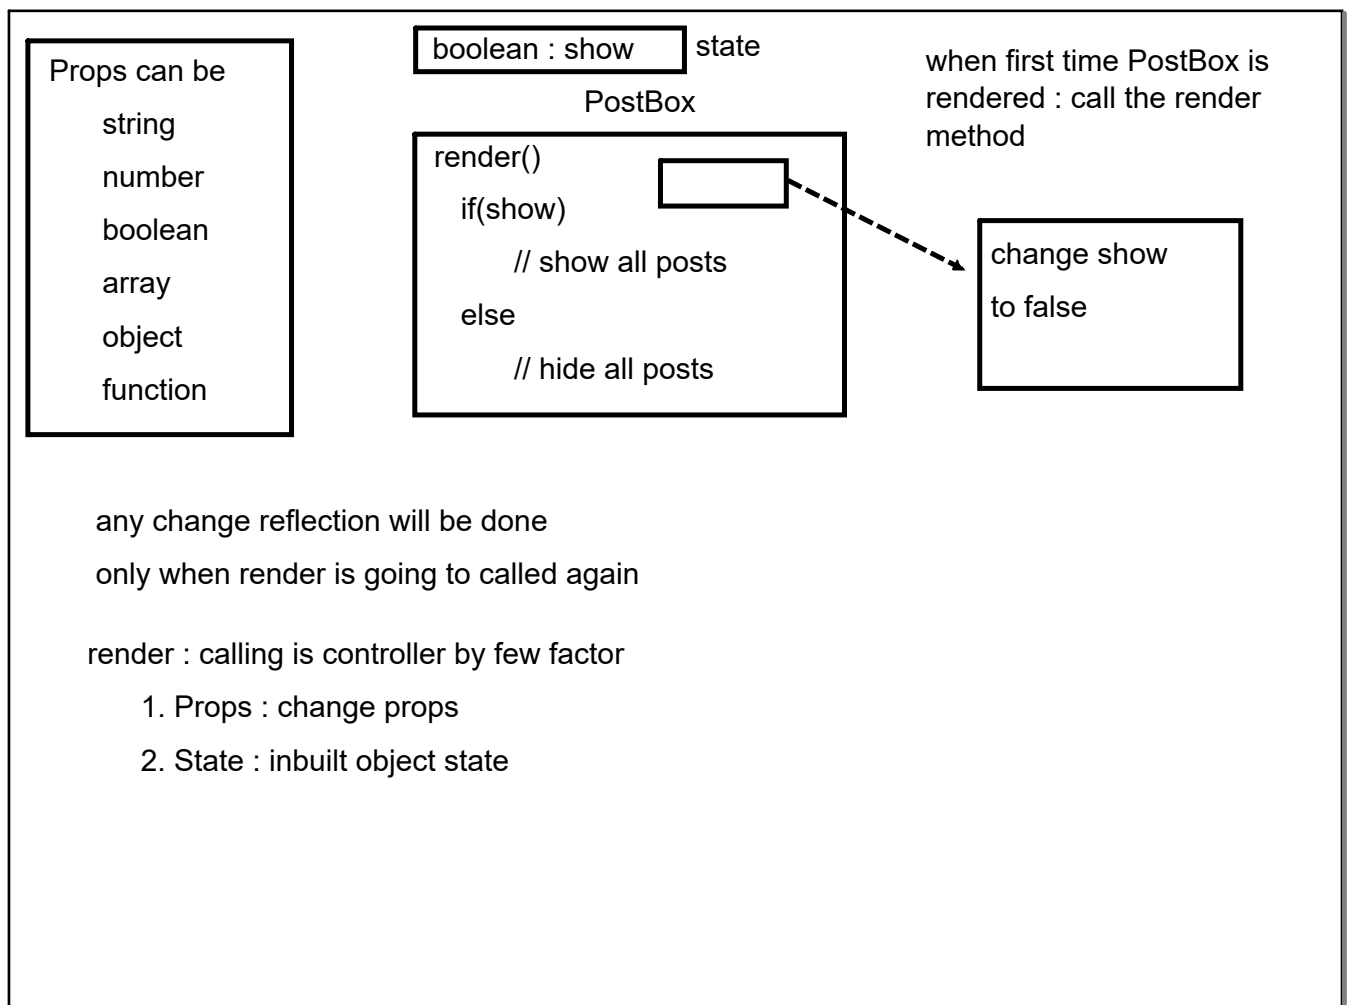 Props can be
string
number
boolean
array
object
function
boolean : show
state
PostBox
render()
if(show)
// show all posts
else
// hide all posts
when first time PostBox is
rendered : call the render
method
change show
to false
any change reflection will be done
only when render is going to called again
render : calling is controller by few factor
1. Props : change props
2. State : inbuilt object state